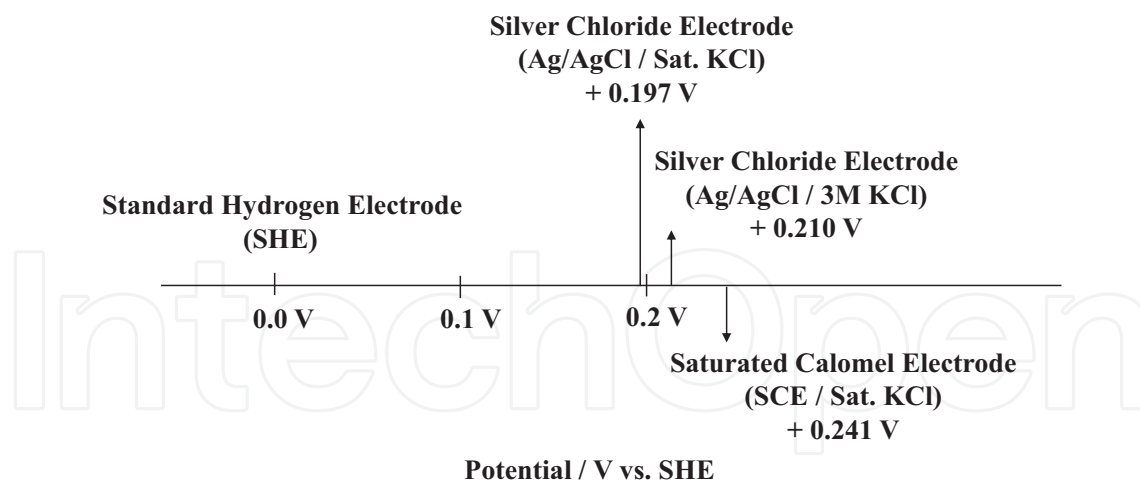 Silver Chloride Electrode
(Ag/AgCl / Sat. KCl)
+ 0.197 V
Silver Chloride Electrode
(Ag/AgCl / 3M KCl)
+ 0.210 V
Standard Hydrogen Electrode
(SHE)
0.0 V
0.1 V
0.2 V
Saturated Calomel Electrode
(SCE / Sat. KCl)
+ 0.241 V
Potential / V vs. SHE
IntechOpen